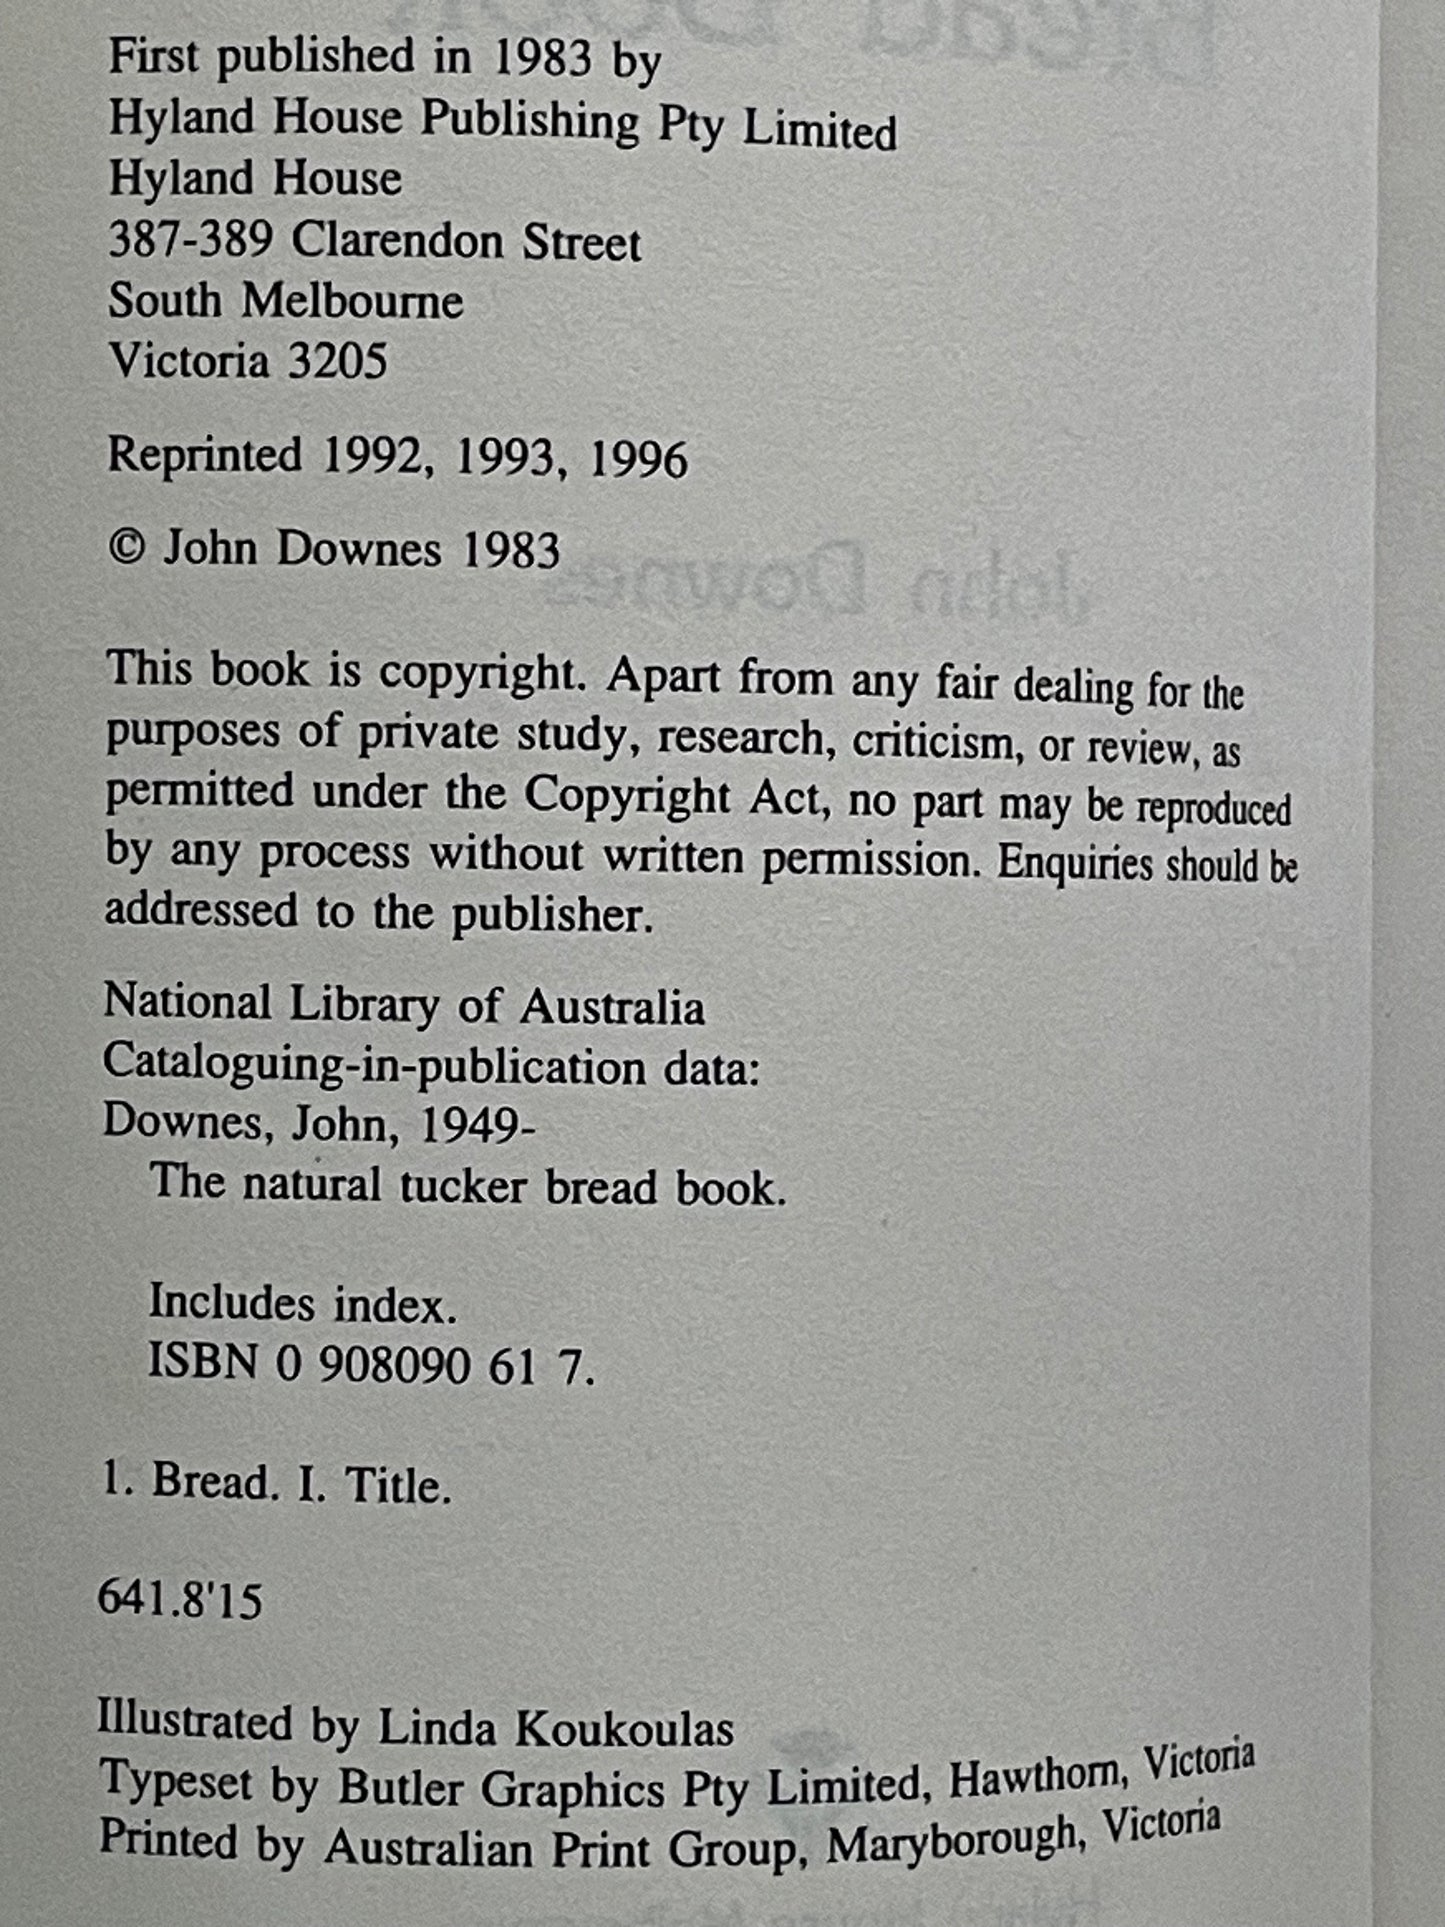 First published in 1983 by
Hyland House Publishing Pty Limited
Hyland House
387-389 Clarendon Street
South Melbourne
Victoria 3205
Reprinted 1992, 1993, 1996
© John Downes 1983
John Downes
This book is copyright. Apart from any fair dealing for the
purposes of private study, research, criticism, or review, as
permitted under the Copyright Act, no part may be reproduced
by any process without written permission. Enquiries should be
addressed to the publisher.
National Library of Australia
Cataloguing-in-publication data:
Downes, John, 1949-
The natural tucker bread book.
Includes index.
ISBN 0 908090 61 7.
1. Bread. I. Title.
641.8'15
Illustrated by Linda Koukoulas
Typeset by Butler Graphics Pty Limited, Hawthorn, Victoria
Printed by Australian Print Group, Maryborough, Victoria